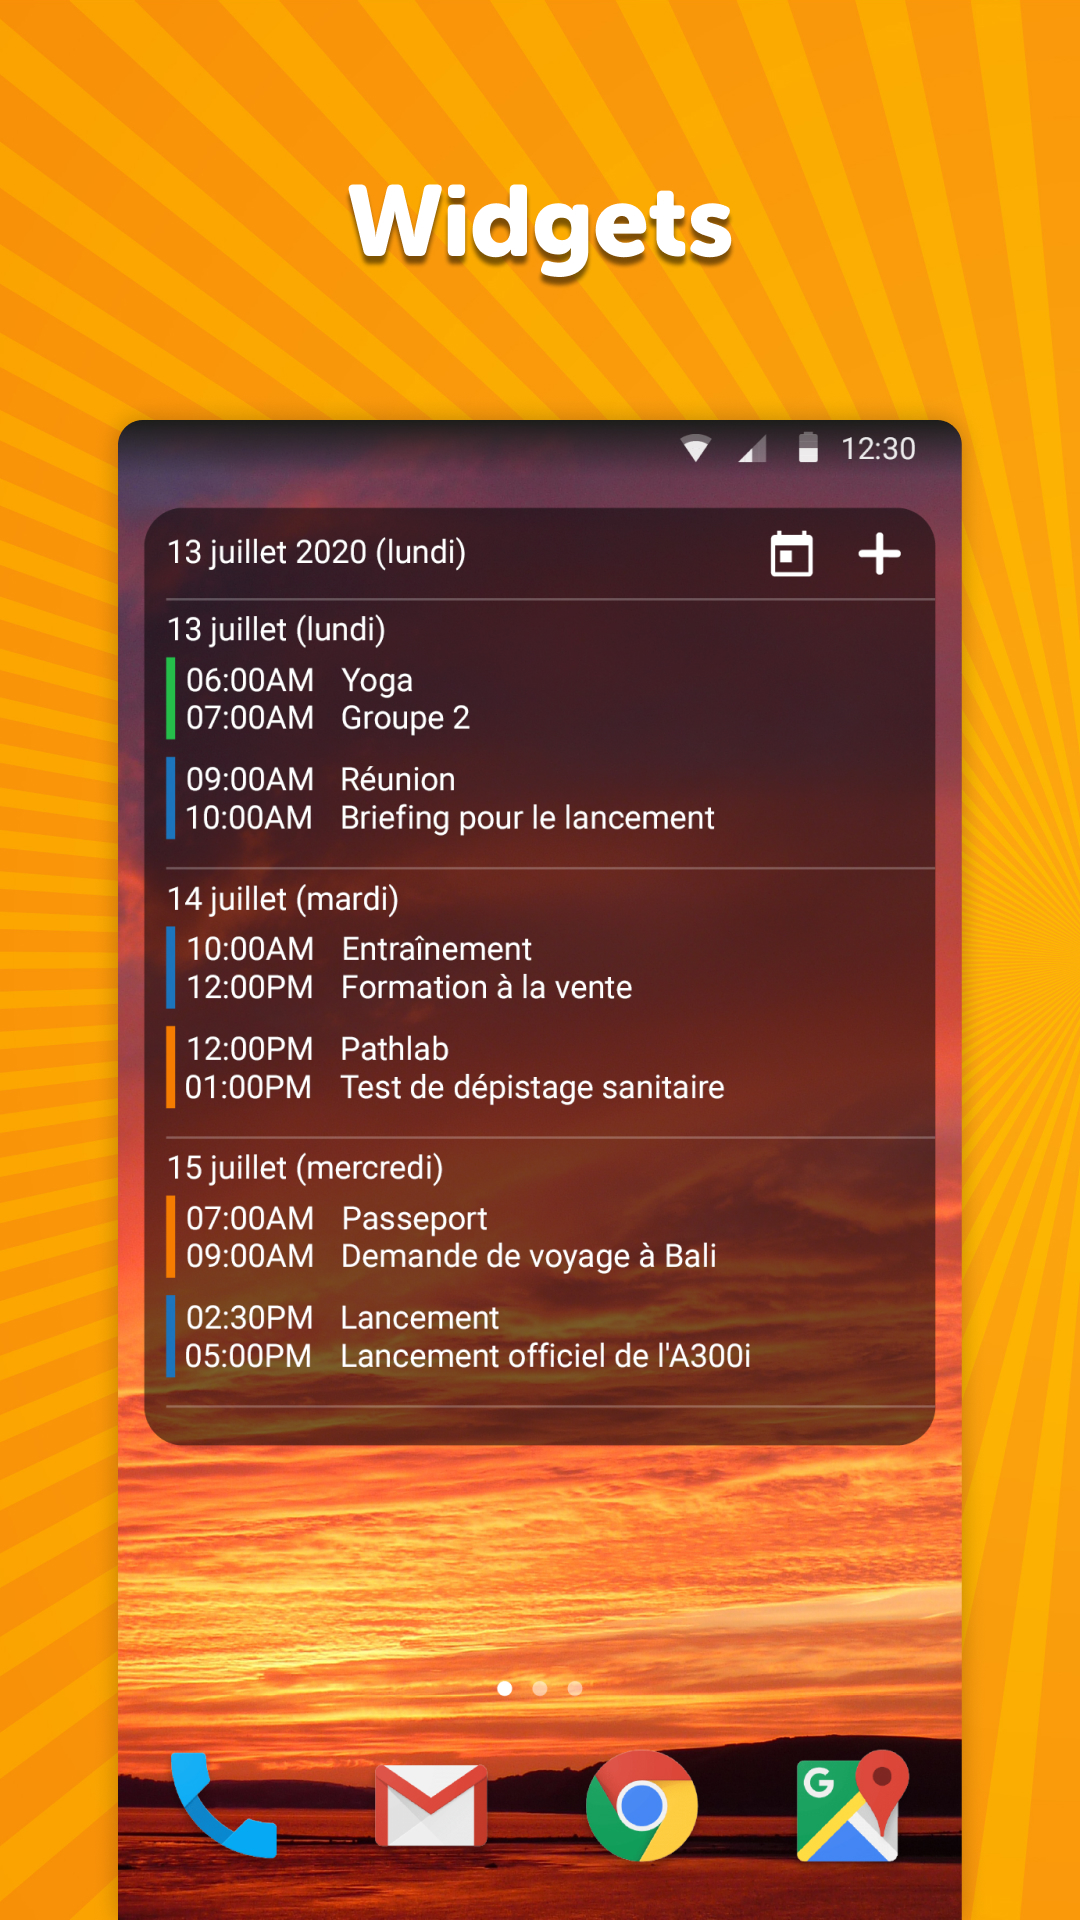 Widgets
12:30
13 juillet 2020 (lundi)
13 juillet (lundi)
06:00AM Yoga
07:00AM Groupe 2
09:00AM Réunion
10:00AM Briefing pour le lancement
14 juillet (mardi)
10:00AM Entraînement
12:00PM Formation à la vente
12:00PM Pathlab
01:00PM Test de dépistage sanitaire
15 juillet (mercredi)
07:00AM Passeport
09:00AM Demande de voyage à Bali
02:30PM Lancement
05:00PM Lancement officiel de l'A300i
G